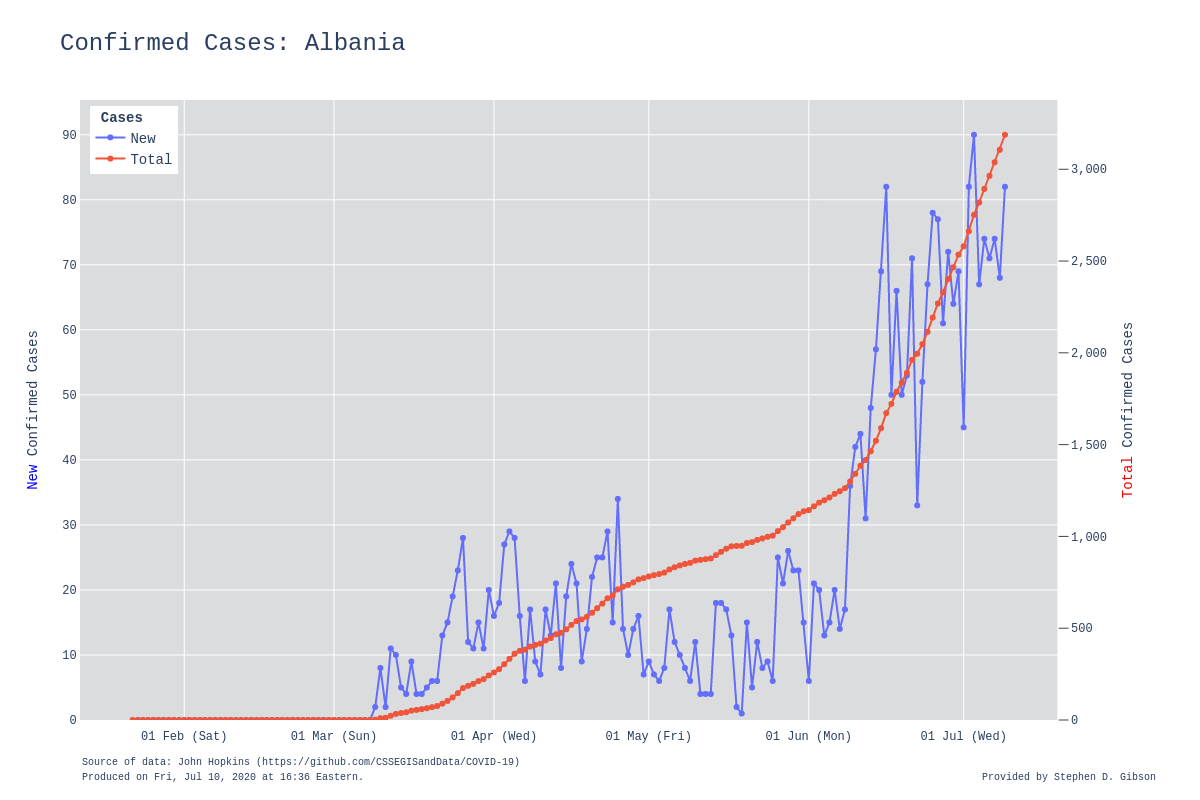 Confirmed Cases: Albania
Cases
New
Total
90
80
70
60
50
40
30
20
10
0
3,000
2,500
2,000
1,500
1,000
500
0
New Confirmed Cases
Total Confirmed Cases
01 Feb (Sat)
01 Mar (Sun)
01 Apr (Wed)
01 May (Fri)
01 Jun (Mon)
01 Jul (Wed)
Source of data: John Hopkins (https://github.com/CSSEGISandData/COVID-19)
Produced on Fri, Jul 10, 2020 at 16:36 Eastern.
Provided by Stephen D. Gibson